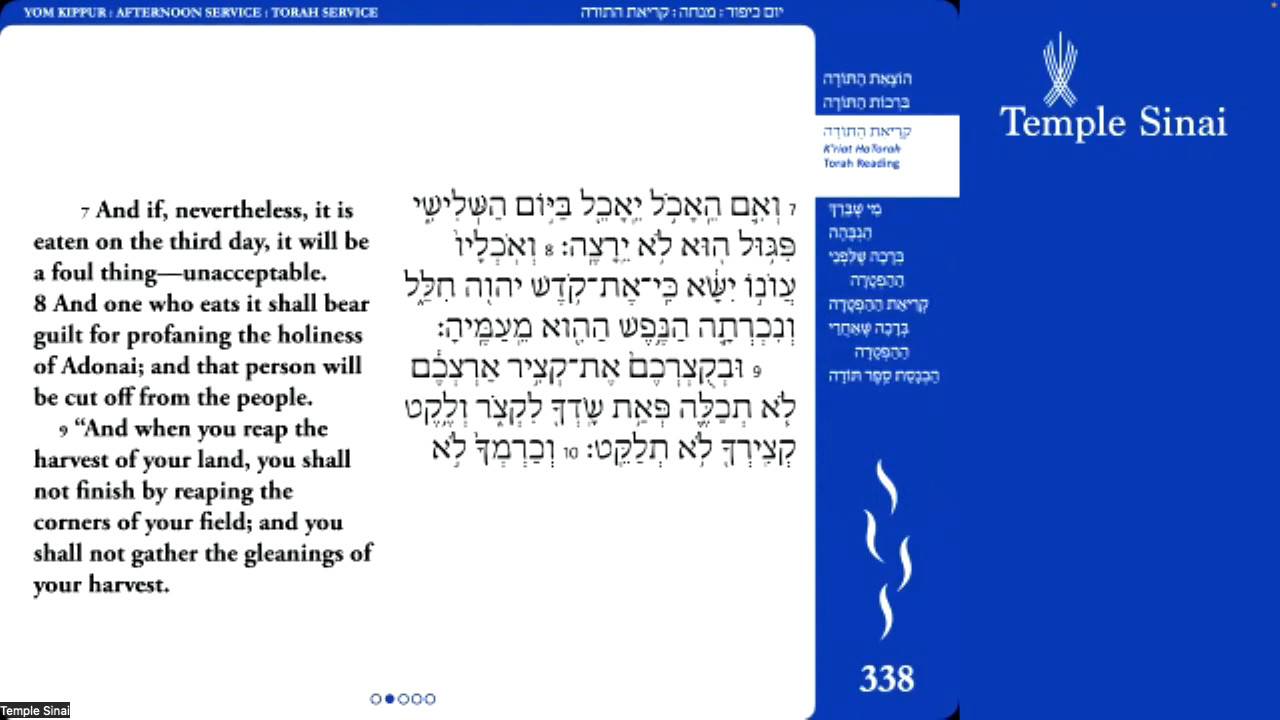 YOM KIPPUR : AFTERNOON SERVICE : TORAH SERVICE
יום כיפור : מנחה : קריאת התורה
7 And if, nevertheless, it is
eaten on the third day, it will be
a foul thing—unacceptable.
8 And one who eats it shall bear
guilt for profaning the holiness
of Adonai; and that person will
be cut off from the people.
9 “And when you reap the
harvest of your land, you shall
not finish by reaping the
corners of your field; and you
shall not gather the gleanings of
your harvest.
7 וְאִ֛ם הֵאָכֹ֥ל יֵאָכֵ֖ל בַּיּ֣וֹם הַשְּׁלִישִׁ֑י
פִּגּ֥וּל ה֖וּא לֹ֥א יֵרָצֶֽה׃ 8 וְאֹֽכְלָיו֙
עֲוֺנ֣וֹ יִשָּׂ֔א כִּֽי־אֶת־קֹ֥דֶשׁ יהוה חִלֵּ֑ל
וְנִכְרְתָ֛ה הַנֶּ֥פֶשׁ הַהִ֖וא מֵעַמֶּֽיהָ׃
9 וּֽבְקֻצְרְכֶם֙ אֶת־קְצִ֣יר אַרְצְכֶ֔ם
לֹ֧א תְכַלֶּ֛ה פְּאַ֥ת שָׂדְךָ֖ לִקְצֹ֑ר וְלֶ֥קֶט
קְצִֽירְךָ֖ לֹ֥א תְלַקֵּֽט׃ 10 וְכַרְמְךָ֙ לֹ֣א
הוֹצָאַת הַתּוֹרָה
בִּרְכוֹת הַתּוֹרָה
קְרִיאַת הַתּוֹרָה
K'riat HaTorah
Torah Reading
מִי שֶׁבֵּרַךְ
הַגְבָּהָה
בְּרָכָה שֶׁלִּפְנֵי
הַהַפְטָרָה
קְרִיאַת הַהַפְטָרָה
בְּרָכָה שֶׁאַחֲרֵי
הַהַפְטָרָה
הַכְנָסַת סֵפֶר תּוֹרָה
338
Temple Sinai
Temple Sinai